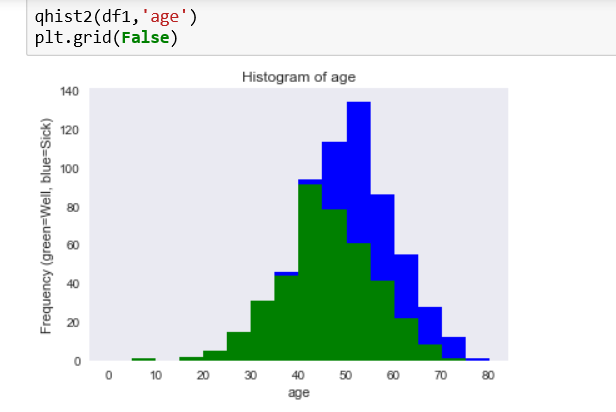 qhist2(df1,'age')
plt.grid(False)
Histogram of age
Frequency (green=Well, blue=Sick)
140
120
100
80
60
40
20
0
0 10 20 30 40 50 60 70 80
age